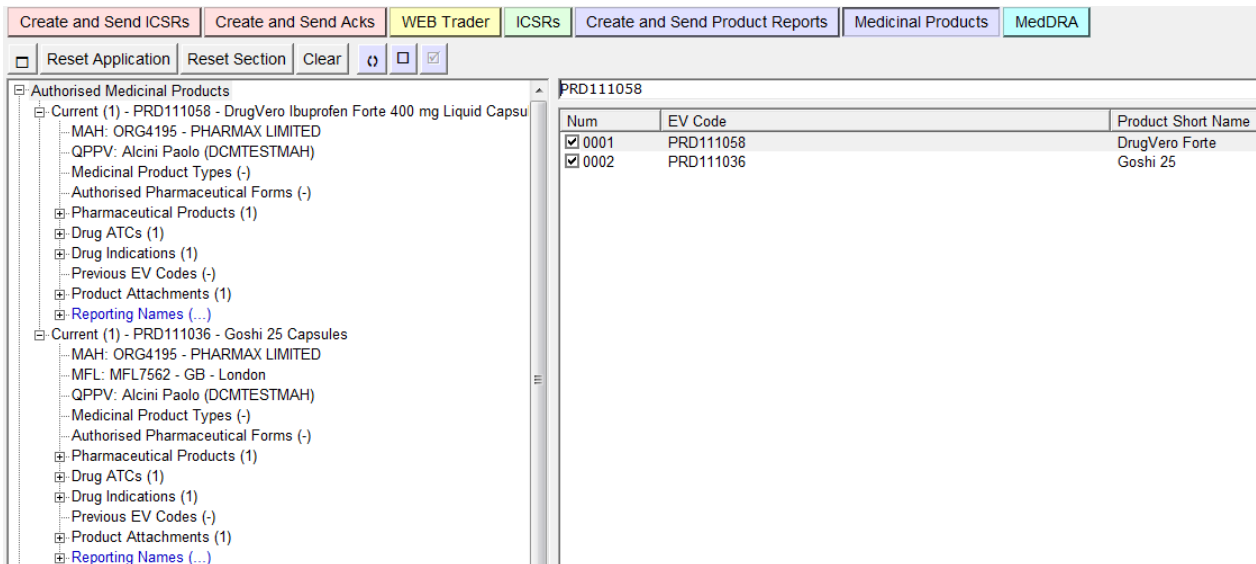 Create and Send ICSRs Create and Send Acks WEB Trader ICSRs Create and Send Product Reports Medicinal Products MedDRA
Reset Application Reset Section Clear
Authorised Medicinal Products
Current (1) - PRD111058 - DrugVero Ibuprofen Forte 400 mg Liquid Capsu
MAH: ORG4195 - PHARMAX LIMITED
QPPV: Alcini Paolo (DCMTESTMAH)
Medicinal Product Types (-)
Authorised Pharmaceutical Forms (-)
Pharmaceutical Products (1)
Drug ATCs (1)
Drug Indications (1)
Previous EV Codes (-)
Product Attachments (1)
Reporting Names (...)
Current (1) - PRD111036 - Goshi 25 Capsules
MAH: ORG4195 - PHARMAX LIMITED
MFL: MFL7562 - GB - London
QPPV: Alcini Paolo (DCMTESTMAH)
Medicinal Product Types (-)
Authorised Pharmaceutical Forms (-)
Pharmaceutical Products (1)
Drug ATCs (1)
Drug Indications (1)
Previous EV Codes (-)
Product Attachments (1)
Reporting Names (...)
PRD111058
Num EV Code Product Short Name
0001 PRD111058 DrugVero Forte
0002 PRD111036 Goshi 25